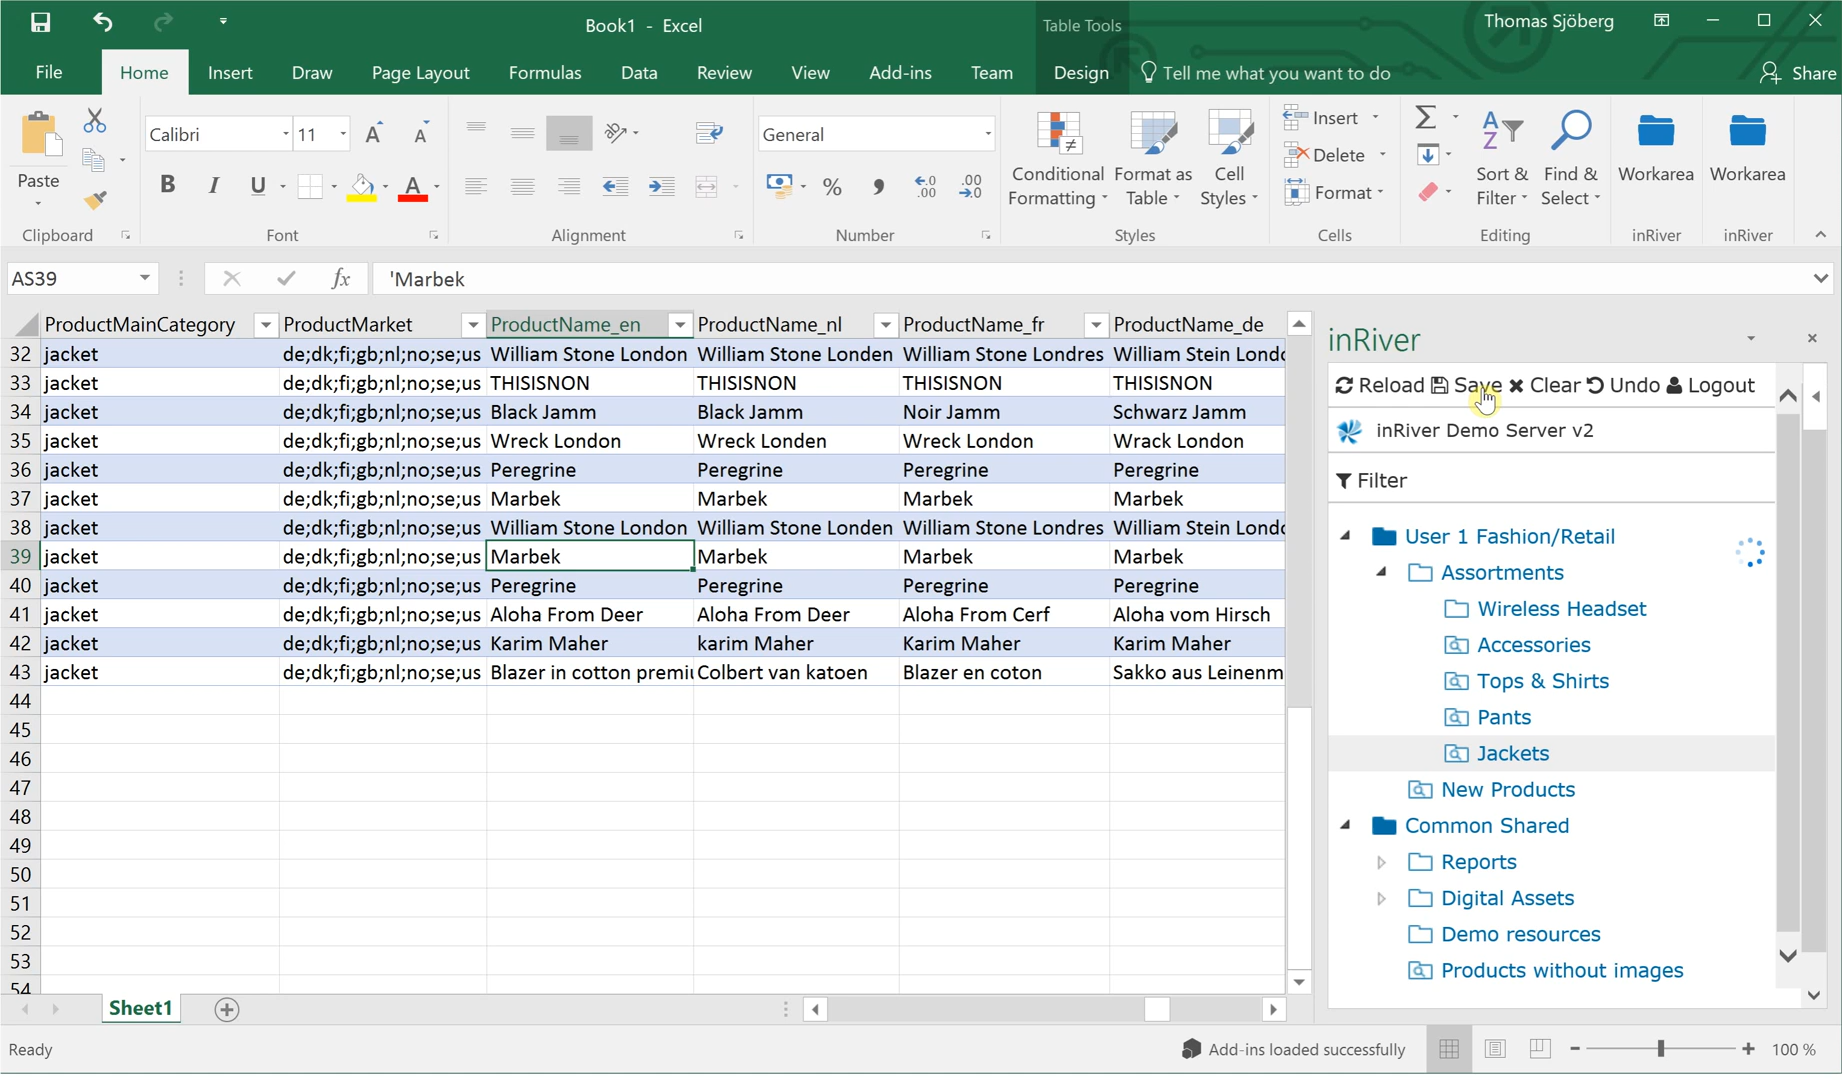 Book1 - Excel
Table Tools
Thomas Sjöberg
File Home Insert Draw Page Layout Formulas Data Review View Add-ins Team Design Tell me what you want to do Share
Calibri 11 General
Insert
Delete
Format
Paste
Conditional Formatting
Format as Table
Cell Styles
Sort & Filter
Find & Select
Workarea
Workarea
Clipboard Font Alignment Number Styles Cells Editing inRiver inRiver
AS39 fx 'Marbek
ProductMainCategory ProductMarket ProductName_en ProductName_nl ProductName_fr ProductName_de
32 jacket de;dk;fi;gb;nl;no;se;us William Stone London William Stone Londen William Stone Londres William Stein Londc
33 jacket de;dk;fi;gb;nl;no;se;us THISISNON THISISNON THISISNON THISISNON
34 jacket de;dk;fi;gb;nl;no;se;us Black Jamm Black Jamm Noir Jamm Schwarz Jamm
35 jacket de;dk;fi;gb;nl;no;se;us Wreck London Wreck Londen Wreck London Wrack London
36 jacket de;dk;fi;gb;nl;no;se;us Peregrine Peregrine Peregrine Peregrine
37 jacket de;dk;fi;gb;nl;no;se;us Marbek Marbek Marbek Marbek
38 jacket de;dk;fi;gb;nl;no;se;us William Stone London William Stone Londen William Stone Londres William Stein Londc
39 jacket de;dk;fi;gb;nl;no;se;us Marbek Marbek Marbek Marbek
40 jacket de;dk;fi;gb;nl;no;se;us Peregrine Peregrine Peregrine Peregrine
41 jacket de;dk;fi;gb;nl;no;se;us Aloha From Deer Aloha From Deer Aloha From Cerf Aloha vom Hirsch
42 jacket de;dk;fi;gb;nl;no;se;us Karim Maher karim Maher Karim Maher Karim Maher
43 jacket de;dk;fi;gb;nl;no;se;us Blazer in cotton premi Colbert van katoen Blazer en coton Sakko aus Leinenm
44
45
46
47
48
49
50
51
52
53
54
inRiver
Reload Save Clear Undo Logout
inRiver Demo Server v2
Filter
User 1 Fashion/Retail
Assortments
Wireless Headset
Accessories
Tops & Shirts
Pants
Jackets
New Products
Common Shared
Reports
Digital Assets
Demo resources
Products without images
Sheet1
Ready Add-ins loaded successfully 100 %